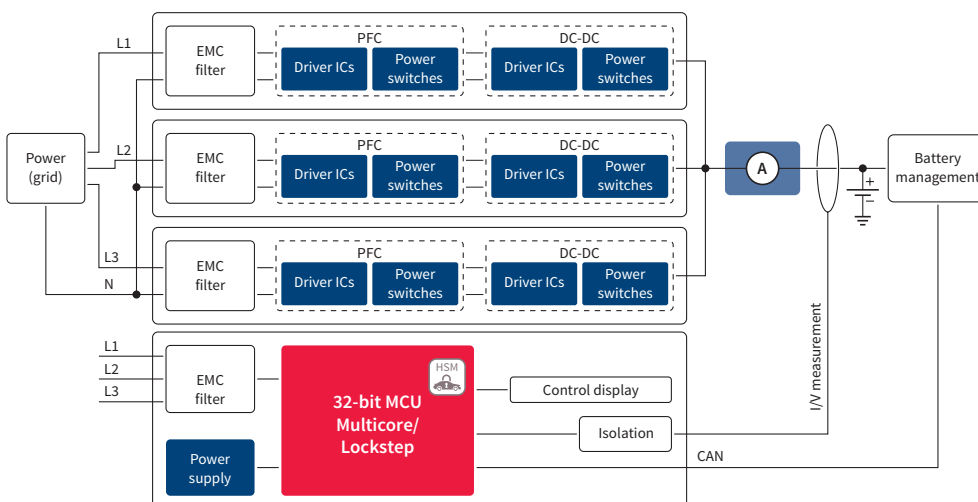 L1
EMC
filter
PFC
Driver ICs
Power
switches
DC-DC
Driver ICs
Power
switches
Power
(grid)
L2
EMC
filter
PFC
Driver ICs
Power
switches
DC-DC
Driver ICs
Power
switches
A
+
−
Battery
management
L3
N
EMC
filter
PFC
Driver ICs
Power
switches
DC-DC
Driver ICs
Power
switches
I/V measurement
L1
L2
L3
EMC
filter
HSM
32-bit MCU
Multicore/
Lockstep
Control display
Isolation
CAN
Power
supply